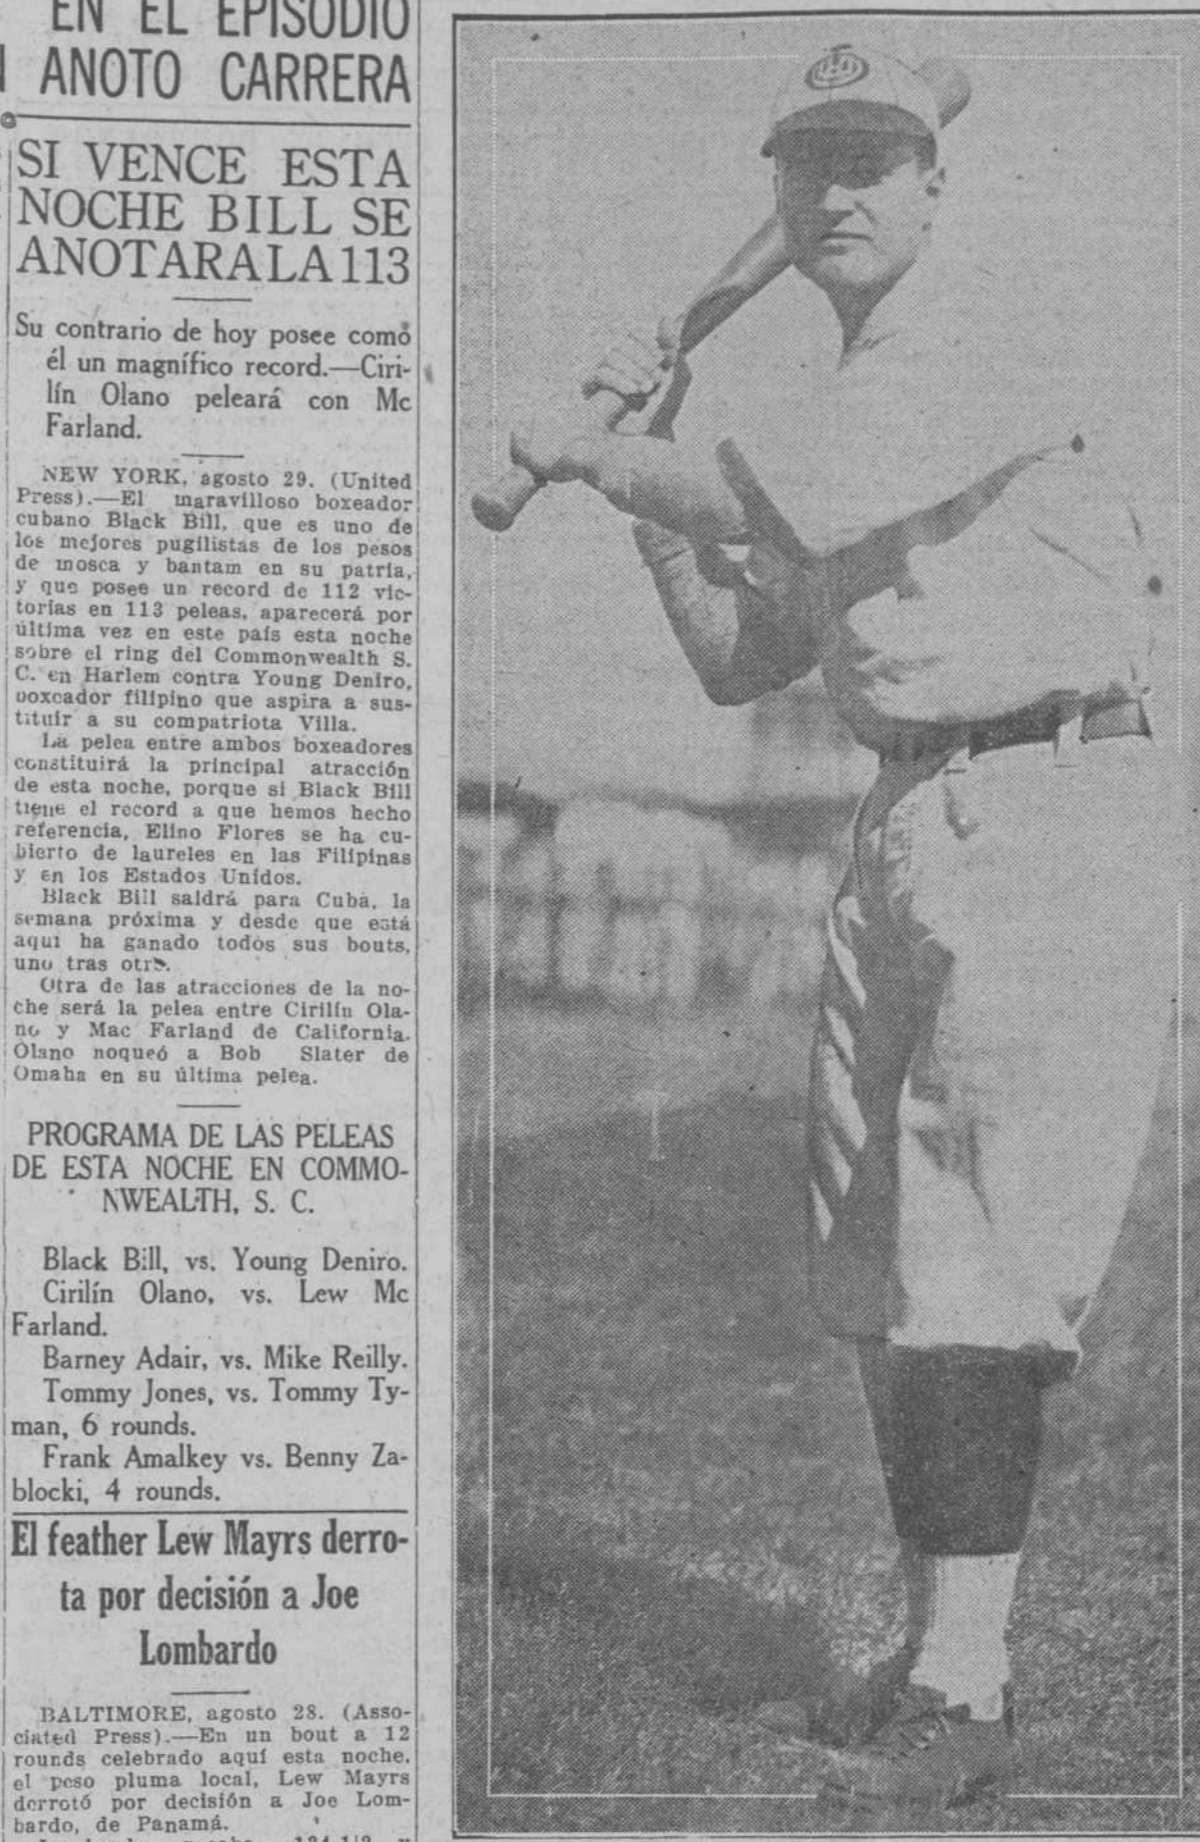 EN EL EPISODIO
ANOTO CARRERA
SI VENCE ESTA
NOCHE BILL SE
ANOTARA LA 113
Su contrario de hoy posee como
él un magnífico record.—Ciri-
lín Olano peleará con Mc
Farland.
NEW YORK, agosto 29. (United
Press).—El maravilloso boxeador
cubano Black Bill, que es uno de
los mejores pugilistas de los pesos
de mosca y bantam en su patria,
y que posee un record de 112 vic-
torias en 113 peleas, aparecerá por
última vez en este país esta noche
sobre el ring del Commonwealth S.
C. en Harlem contra Young Deniro,
boxeador filipino que aspira a sus-
tituir a su compatriota Villa.
La pelea entre ambos boxeadores
constituirá la principal atracción
de esta noche, porque si Black Bill
tiene el record a que hemos hecho
referencia, Elino Flores se ha cu-
bierto de laureles en las Filipinas
y en los Estados Unidos.
Black Bill saldrá para Cuba, la
semana próxima y desde que está
aquí ha ganado todos sus bouts,
uno tras otro.
Otra de las atracciones de la no-
che será la pelea entre Cirilín Ola-
no y Mac Farland de California.
Olano noqueó a Bob Slater de
Omaha en su última pelea.
PROGRAMA DE LAS PELEAS
DE ESTA NOCHE EN COMMO-
NWEALTH, S. C.
Black Bill, vs. Young Deniro.
Cirilín Olano, vs. Lew Mc
Farland.
Barney Adair, vs. Mike Reilly.
Tommy Jones, vs. Tommy Ty-
man, 6 rounds.
Frank Amalkey vs. Benny Za-
blocki, 4 rounds.
El feather Lew Mayrs derro-
ta por decisión a Joe
Lombardo
BALTIMORE, agosto 28. (Asso-
ciated Press).—En un bout a 12
rounds celebrado aquí esta noche,
el peso pluma local, Lew Mayrs
derrotó por decisión a Joe Lom-
bardo, de Panamá.